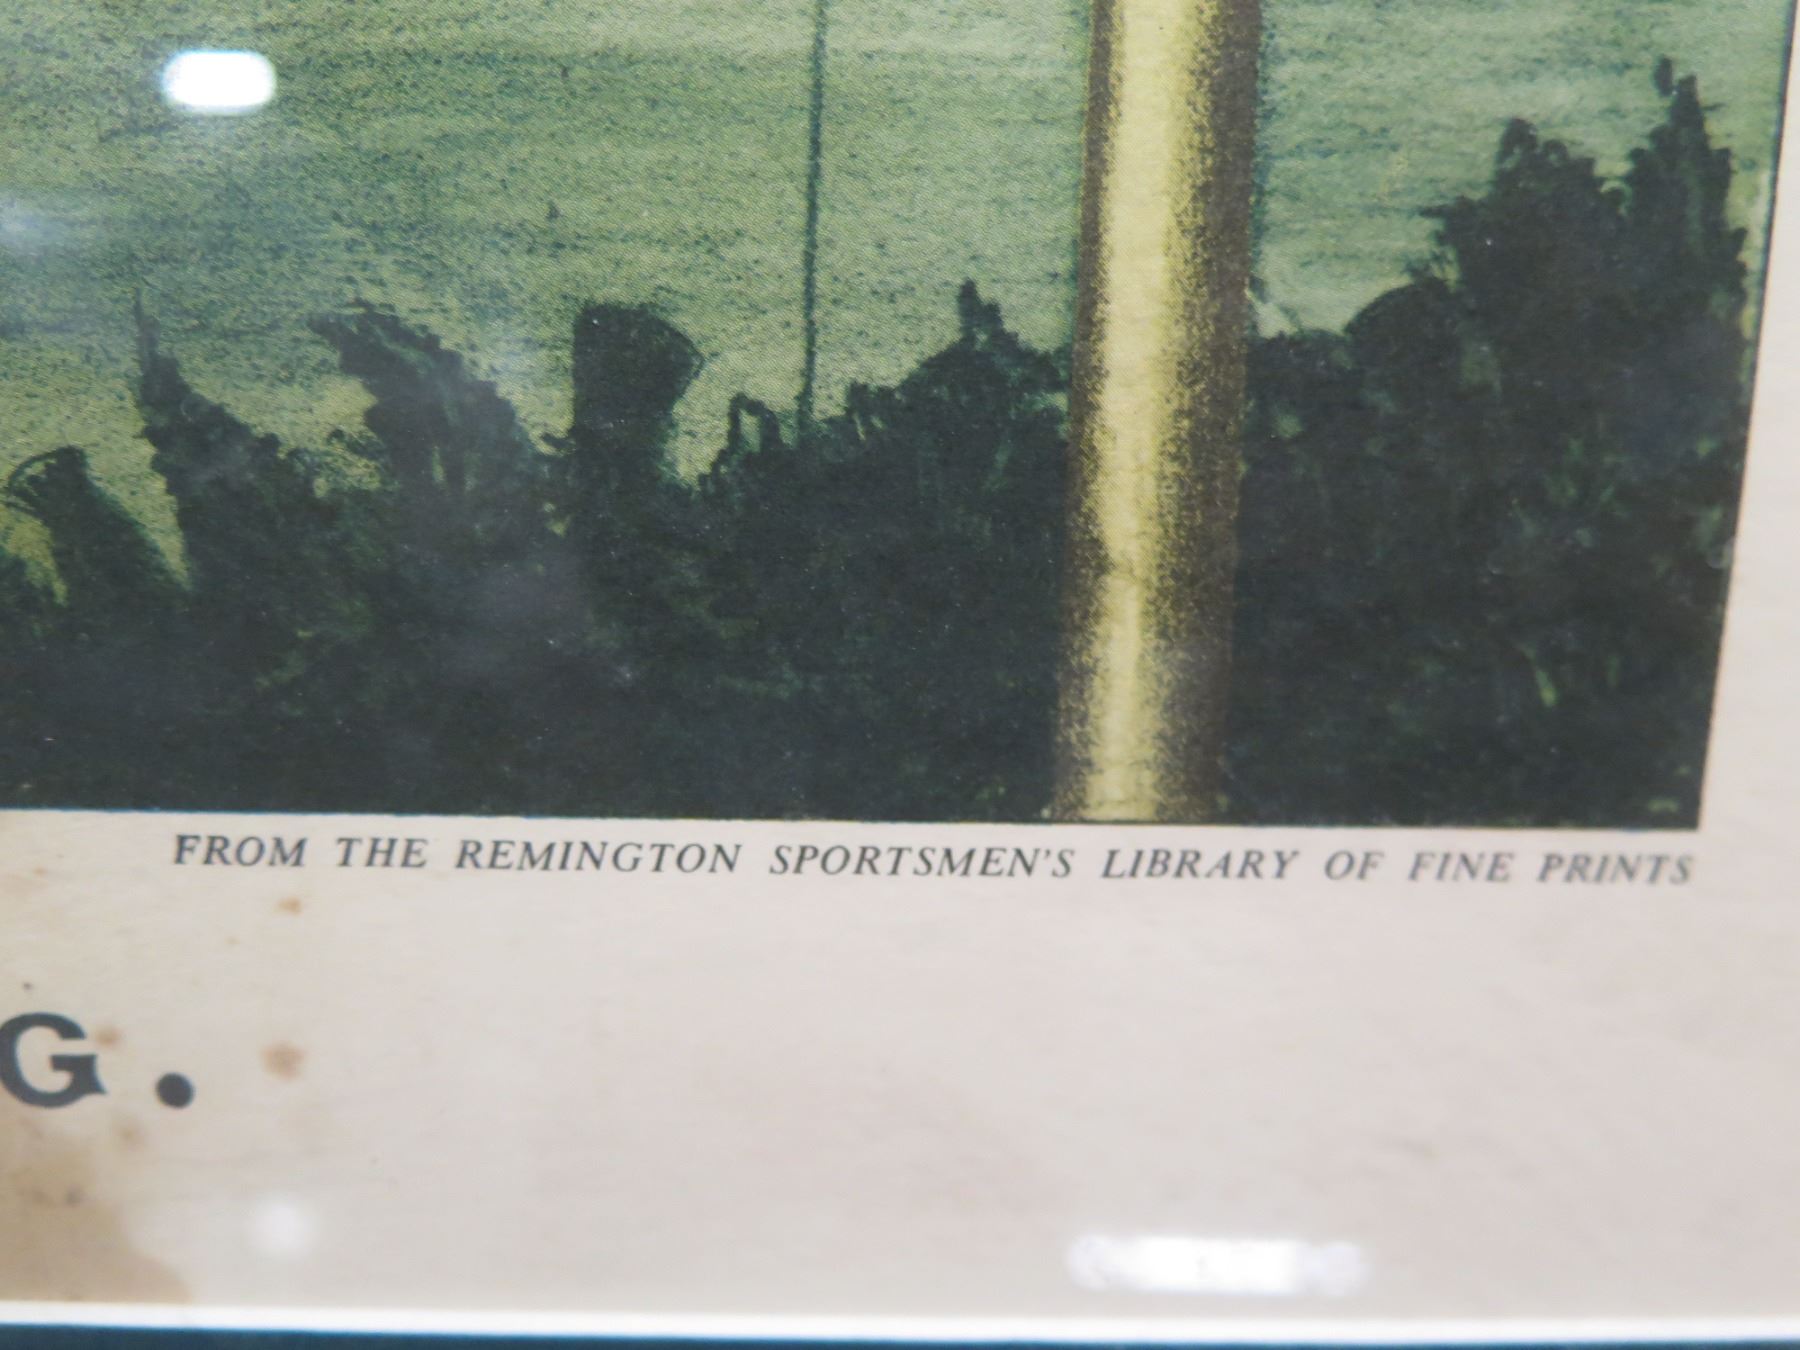 FROM THE REMINGTON SPORTSMEN'S LIBRARY OF FINE PRINTS
G.